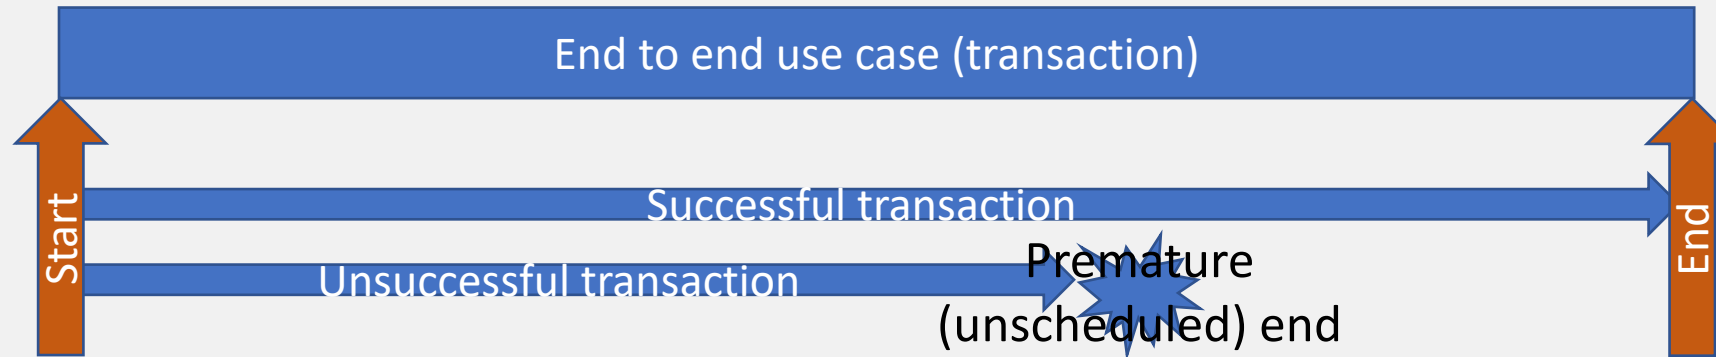 End to end use case (transaction)
Start
Successful transaction
End
Unsuccessful transaction
Premature
(unscheduled) end